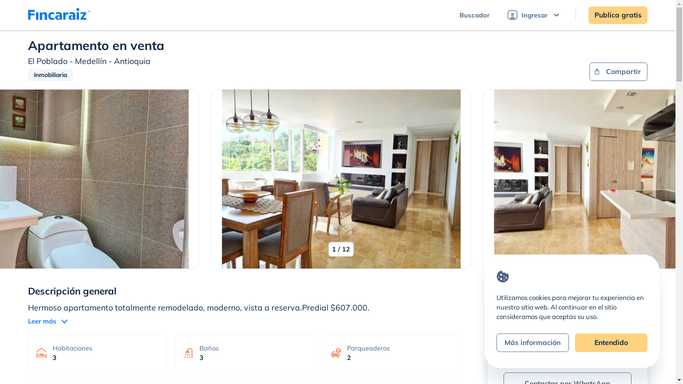 Fincaraiz
Buscador
Ingresar
Publica gratis
Apartamento en venta
El Poblado - Medellín - Antioquia
Inmobiliaria
Compartir
1 / 12
Descripción general
Hermoso apartamento totalmente remodelado, moderno, vista a reserva.Predial $607.000.
Leer más
Habitaciones
3
Baños
3
Parqueaderos
2
Utilizamos cookies para mejorar tu experiencia en
nuestro sitio web. Al continuar en el sitio
consideramos que aceptas su uso.
Más información
Entendido
Contactar por WhatsApp